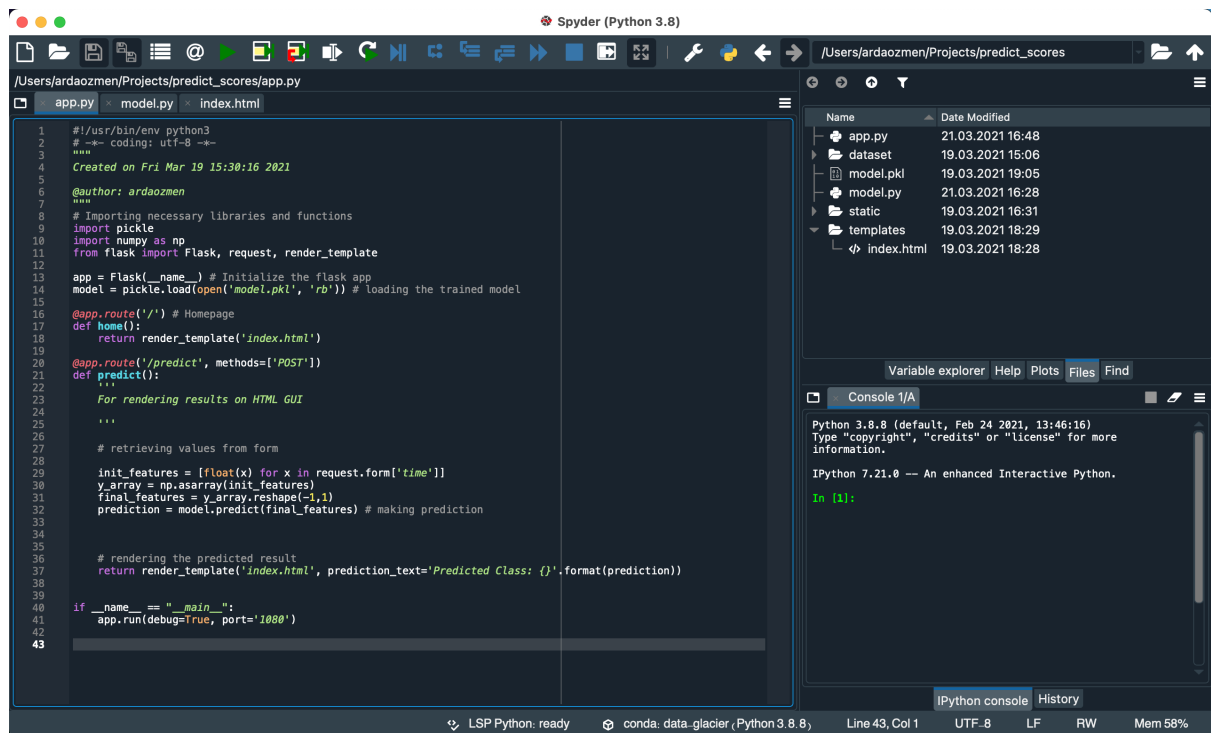 Spyder (Python 3.8)
/Users/ardaozmen/Projects/predict_scores
/Users/ardaozmen/Projects/predict_scores/app.py
app.py
model.py
index.html
1 #!/usr/bin/env python3
2 # -*- coding: utf-8 -*-
3 """
4 Created on Fri Mar 19 15:30:16 2021
5
6 @author: ardaozmen
7 """
8 # Importing necessary libraries and functions
9 import pickle
10 import numpy as np
11 from flask import Flask, request, render_template
12
13 app = Flask(__name__) # Initialize the flask app
14 model = pickle.load(open('model.pkl', 'rb')) # loading the trained model
15
16 @app.route('/') # Homepage
17 def home():
18     return render_template('index.html')
19
20 @app.route('/predict', methods=['POST'])
21 def predict():
22     '''
23     For rendering results on HTML GUI
24
25     '''
26
27     # retrieving values from form
28
29     init_features = [float(x) for x in request.form['time']]
30     y_array = np.asarray(init_features)
31     final_features = y_array.reshape(-1,1)
32     prediction = model.predict(final_features) # making prediction
33
34
35
36     # rendering the predicted result
37     return render_template('index.html', prediction_text='Predicted Class: {}'.format(prediction))
38
39
40 if __name__ == "__main__":
41     app.run(debug=True, port='1080')
42
43
Name Date Modified
app.py 21.03.2021 16:48
dataset 19.03.2021 15:06
model.pkl 19.03.2021 19:05
model.py 21.03.2021 16:28
static 19.03.2021 16:31
templates 19.03.2021 18:29
index.html 19.03.2021 18:28
Variable explorer Help Plots Files Find
Console 1/A
Python 3.8.8 (default, Feb 24 2021, 13:46:16)
Type "copyright", "credits" or "license" for more
information.
IPython 7.21.0 -- An enhanced Interactive Python.
In [1]:
IPython console History
LSP Python: ready conda: data_glacier (Python 3.8.8) Line 43, Col 1 UTF-8 LF RW Mem 58%